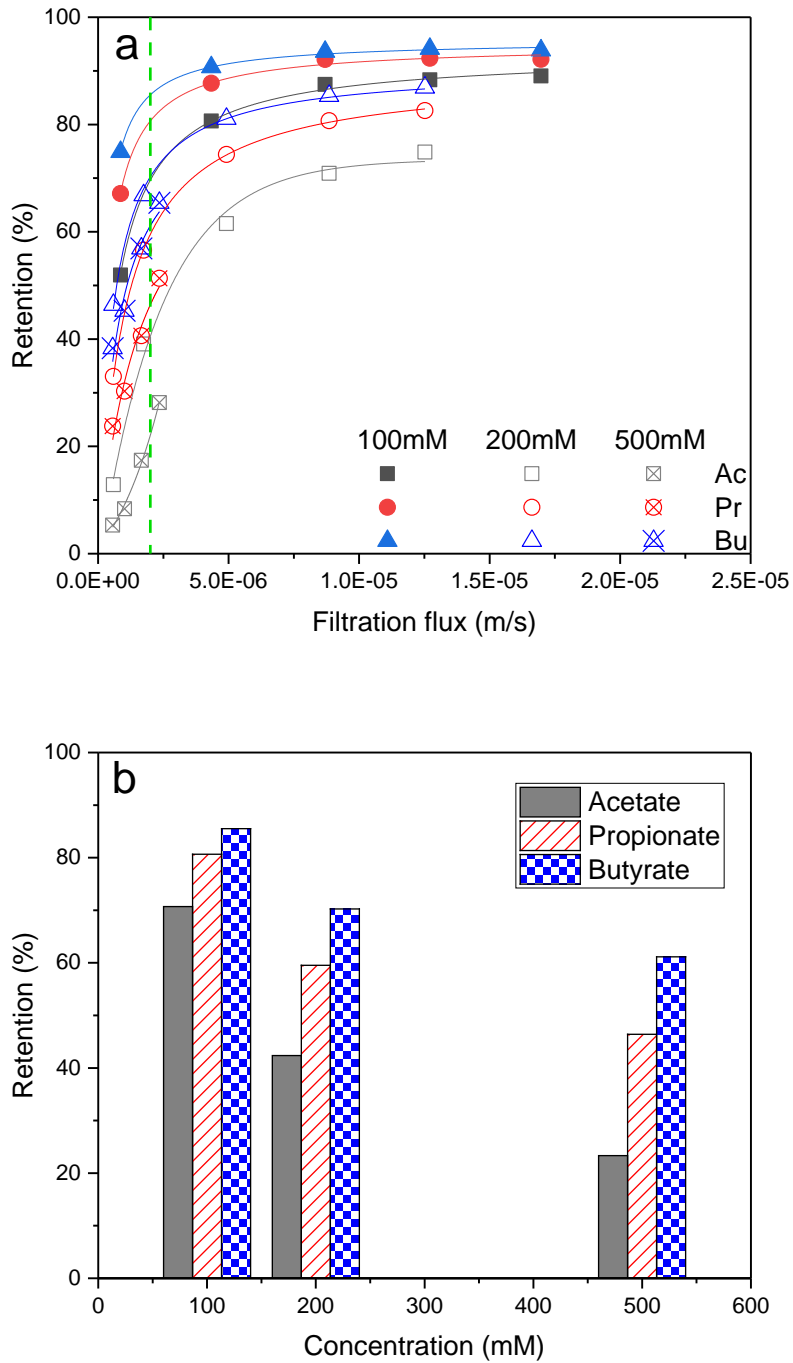 a
100
80
60
40
20
0
Retention (%)
100mM 200mM 500mM
Ac
Pr
Bu
0.0E+00 5.0E-06 1.0E-05 1.5E-05 2.0E-05 2.5E-05
Filtration flux (m/s)
b
100
80
60
40
20
0
Retention (%)
Acetate
Propionate
Butyrate
0 100 200 300 400 500 600
Concentration (mM)